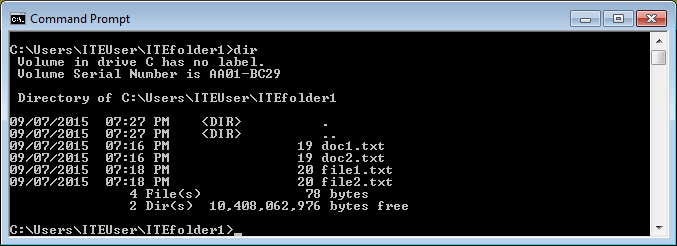 Command Prompt
C:\Users\ITEUser\ITEfolder1>dir
Volume in drive C has no label.
Volume Serial Number is AA01-BC29
Directory of C:\Users\ITEUser\ITEfolder1
09/07/2015  07:27 PM    <DIR>          .
09/07/2015  07:27 PM    <DIR>          ..
09/07/2015  07:16 PM                19 doc1.txt
09/07/2015  07:16 PM                19 doc2.txt
09/07/2015  07:18 PM                20 file1.txt
09/07/2015  07:18 PM                20 file2.txt
4 File(s)             78 bytes
2 Dir(s)  10,408,062,976 bytes free
C:\Users\ITEUser\ITEfolder1>_